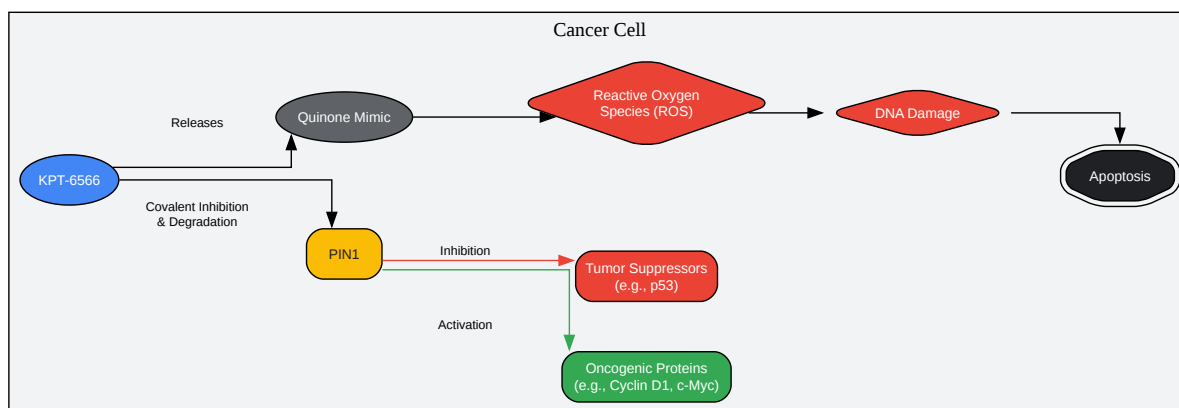 Cancer Cell
Reactive Oxygen
Species (ROS)
Releases
Quinone Mimic
DNA Damage
KPT-6566
Apoptosis
Covalent Inhibition
& Degradation
PIN1
Inhibition
Tumor Suppressors
(e.g., p53)
Activation
Oncogenic Proteins
(e.g., Cyclin D1, c-Myc)